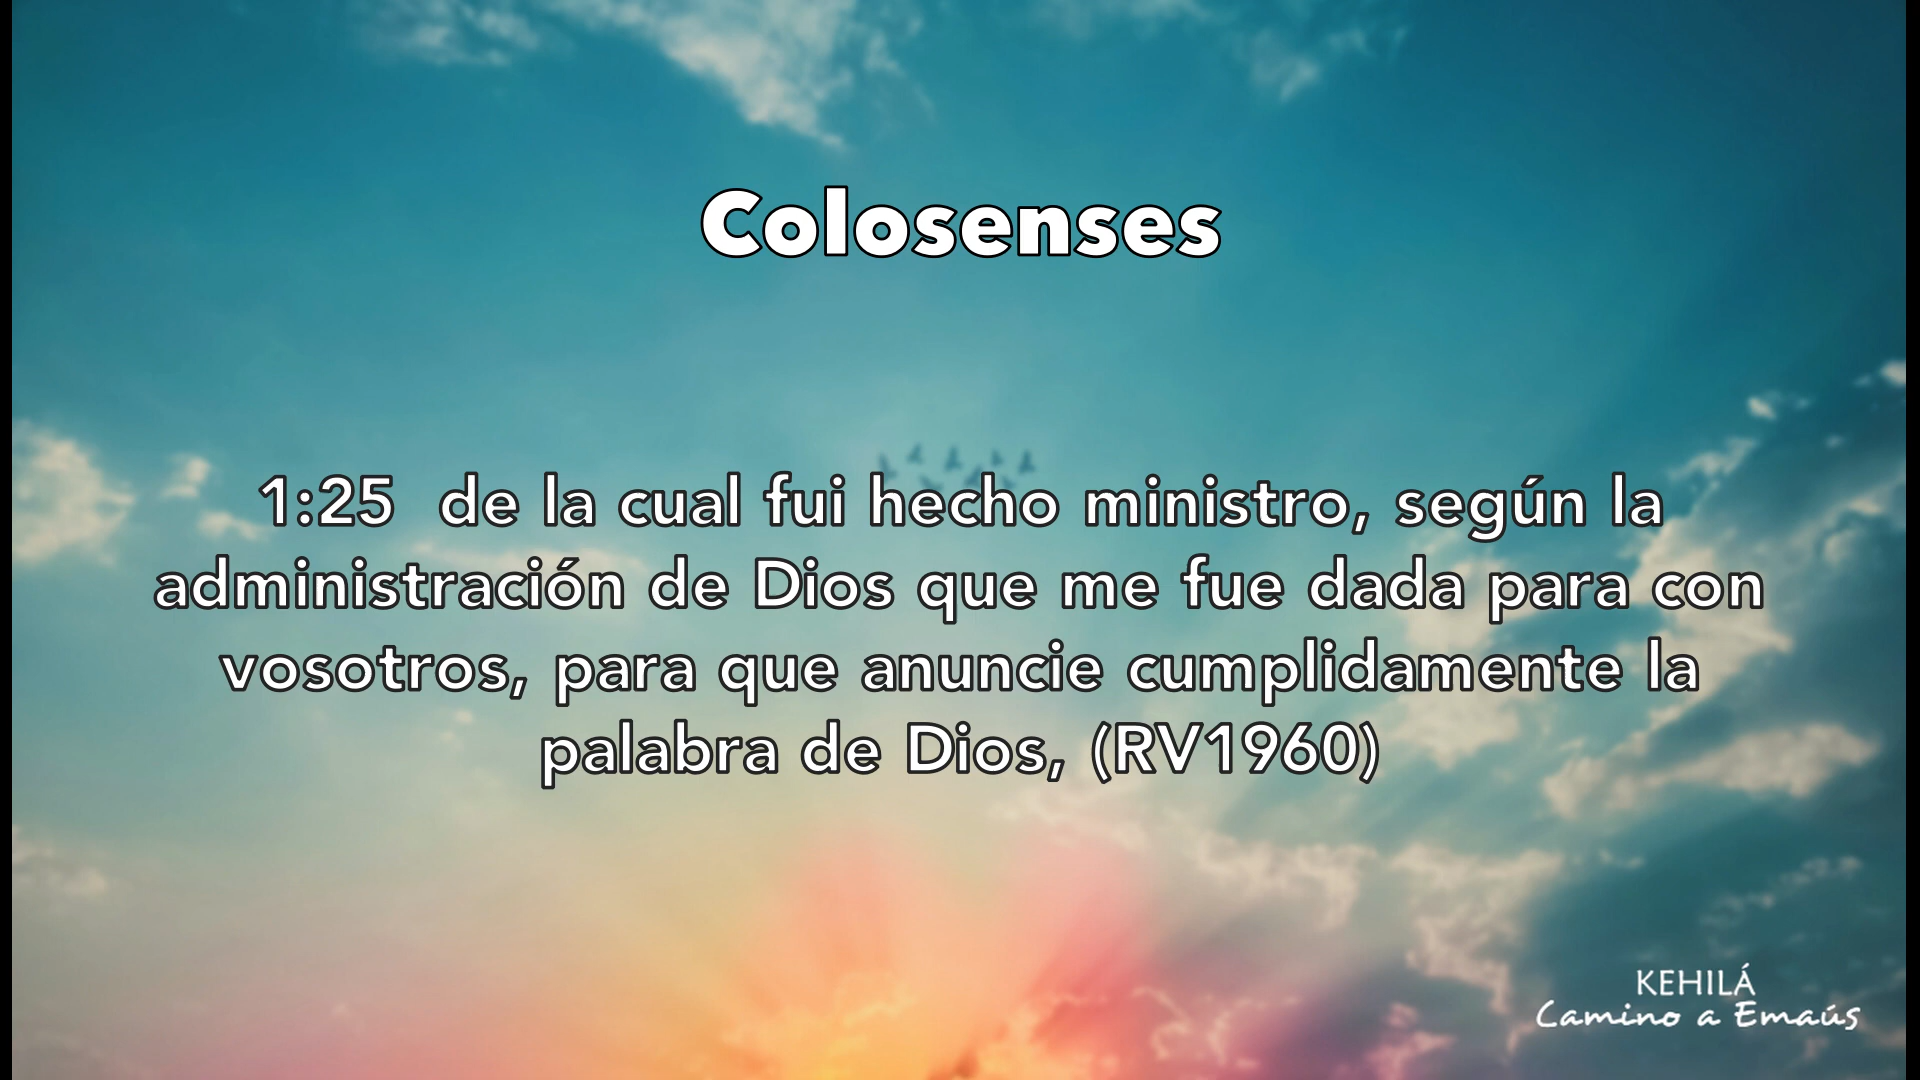 Colosenses
1:25  de la cual fui hecho ministro, según la
administración de Dios que me fue dada para con
vosotros, para que anuncie cumplidamente la
palabra de Dios, (RV1960)
KEHILÁ
Camino a Emaús